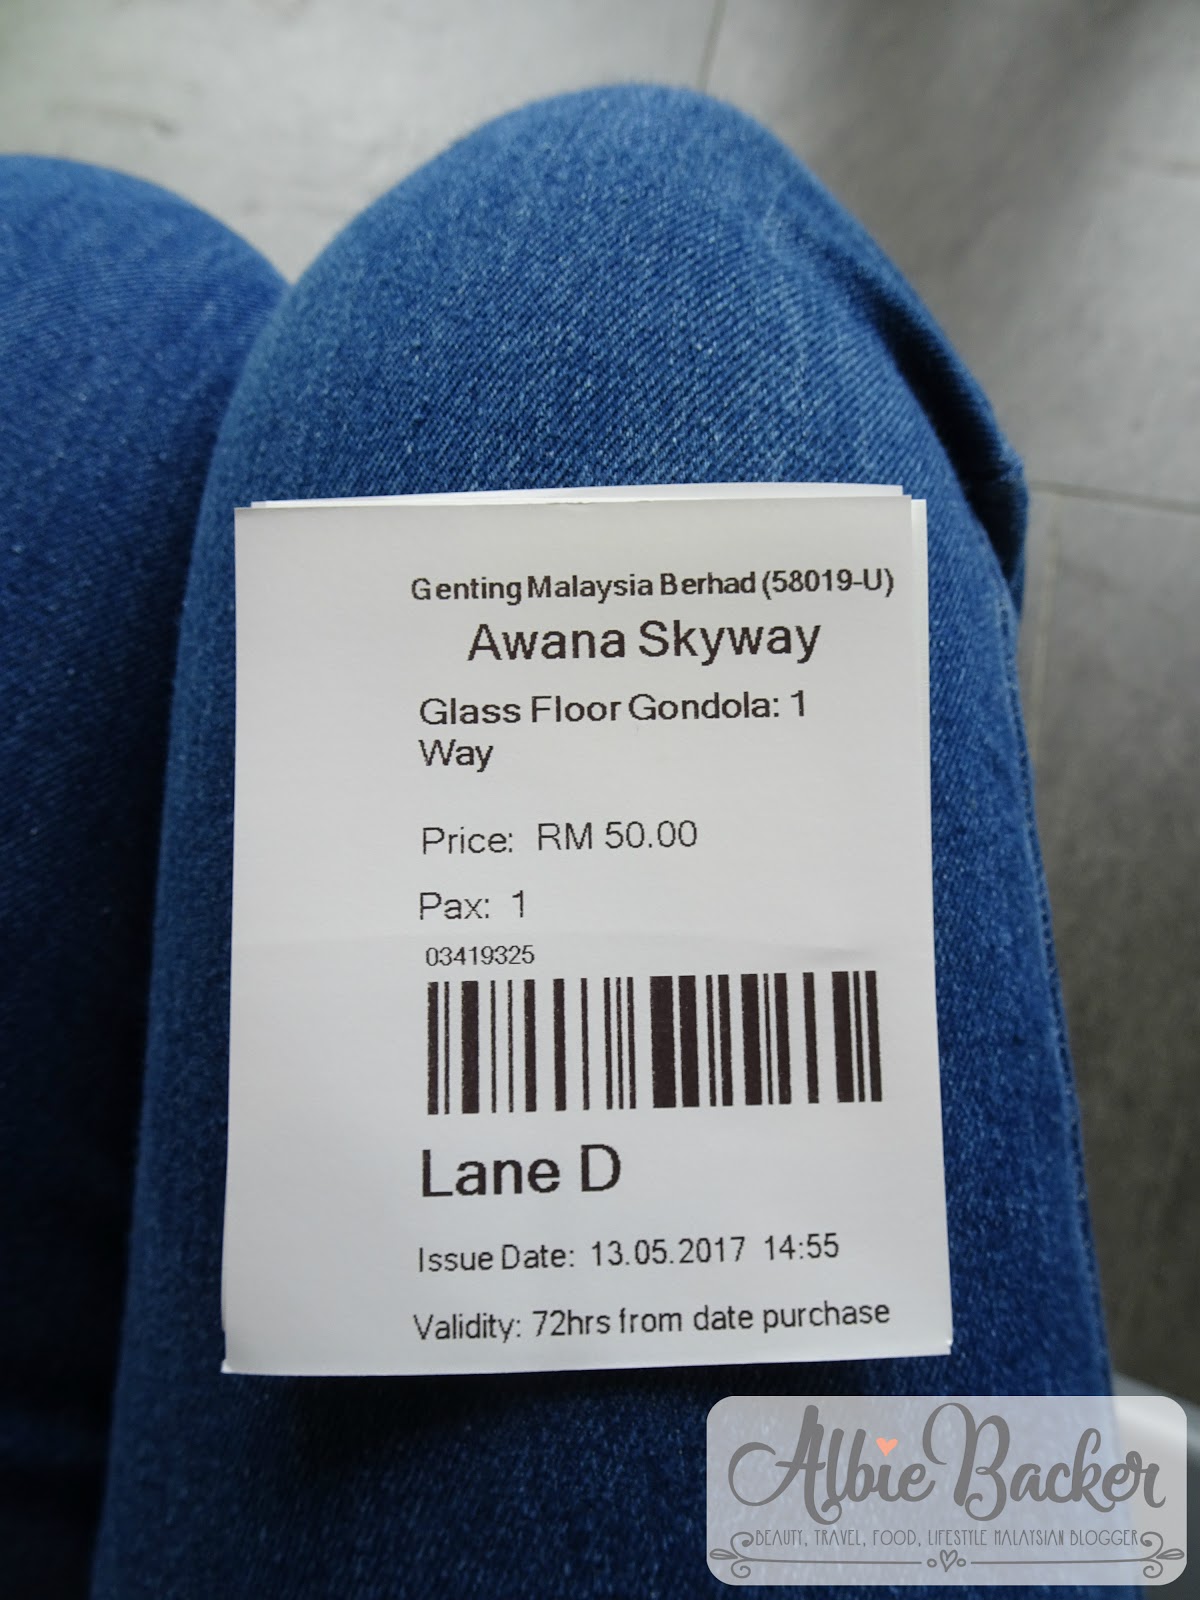 Genting Malaysia Berhad (58019-U)
Awana Skyway
Glass Floor Gondola: 1
Way
Price: RM 50.00
Pax: 1
03419325
Lane D
Issue Date: 13.05.2017 14:55
Validity: 72hrs from date purchase
Albie Backer
BEAUTY, TRAVEL, FOOD, LIFESTYLE MALAYSIAN BLOGGER